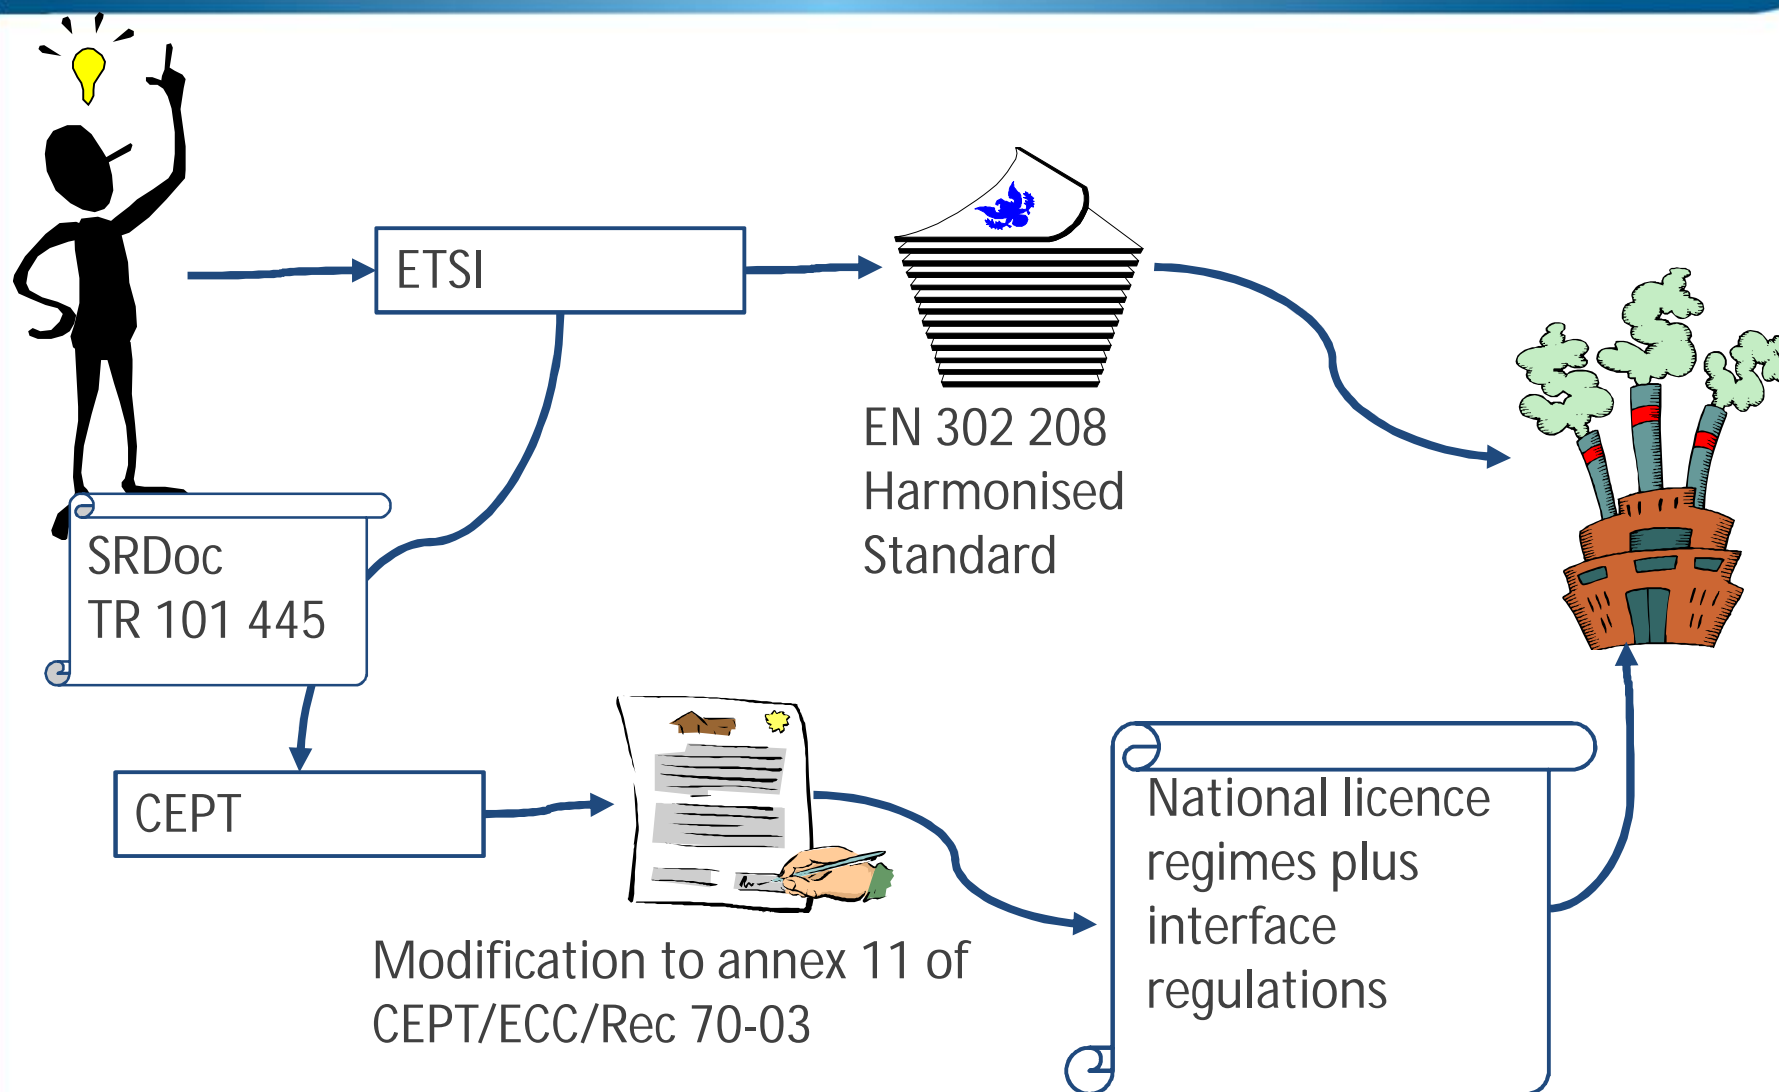 ETSI
EN 302 208
Harmonised
Standard
SRDoc
TR 101 445
CEPT
Modification to annex 11 of
CEPT/ECC/Rec 70-03
National licence
regimes plus
interface
regulations